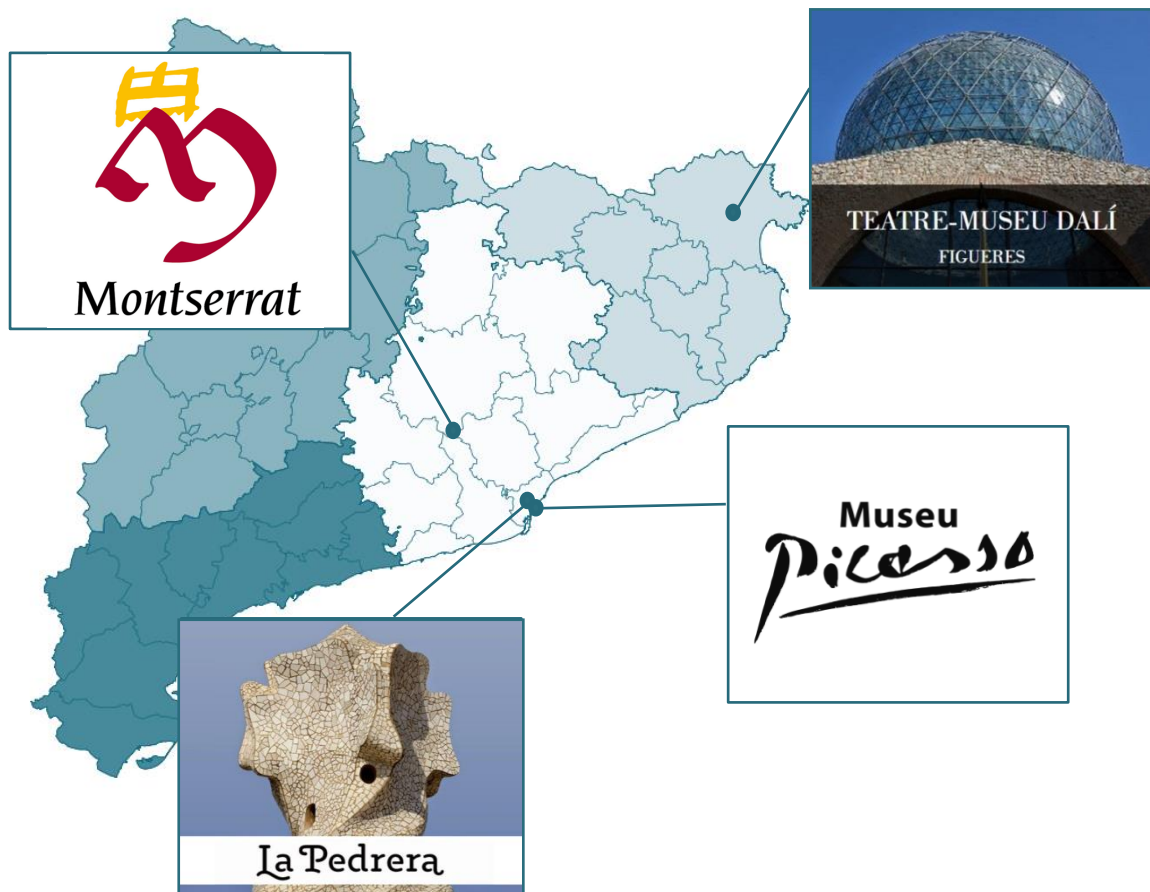 Montserrat
TEATRE-MUSEU DALÍ
FIGUERES
Museu
Picasso
La Pedrera